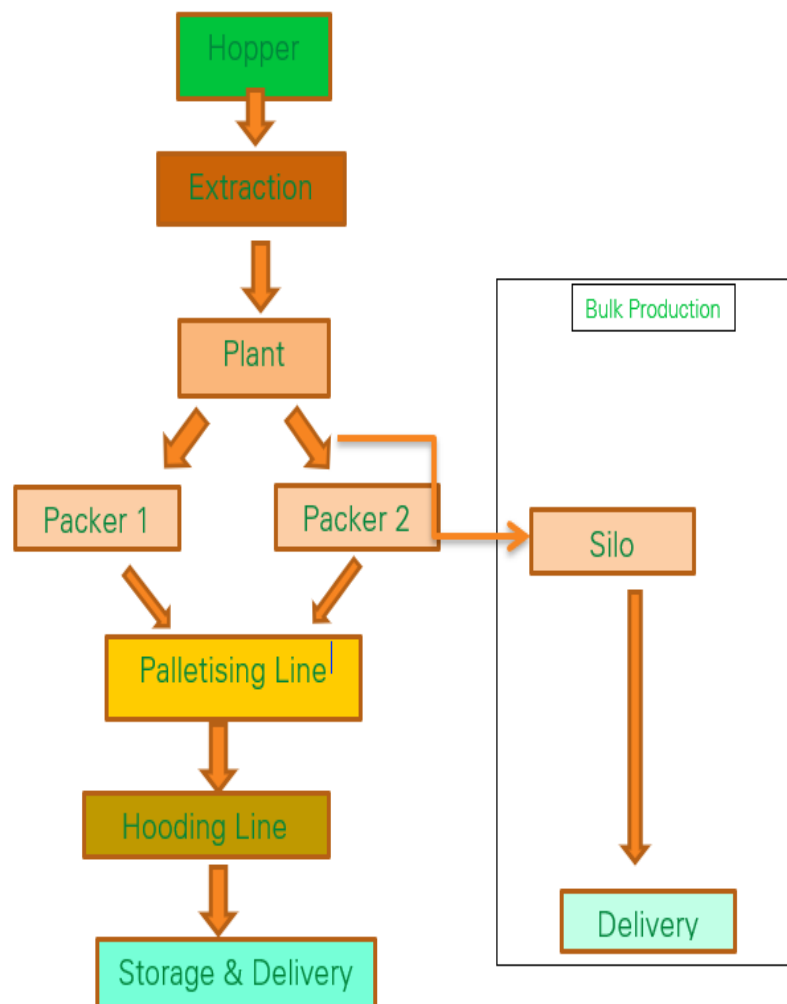 Hopper
Extraction
Plant
Bulk Production
Packer 1
Packer 2
Silo
Palletising Line
Hooding Line
Delivery
Storage & Delivery